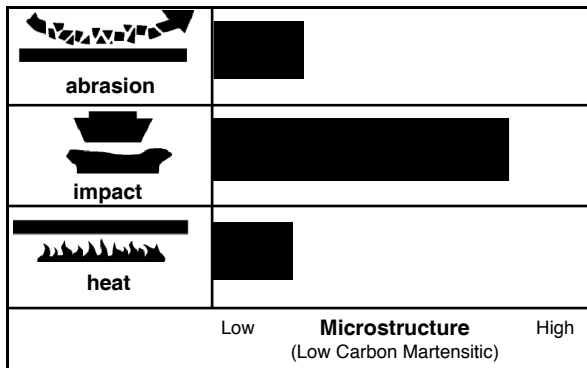 abrasion
impact
heat
Low Microstructure High
(Low Carbon Martensitic)